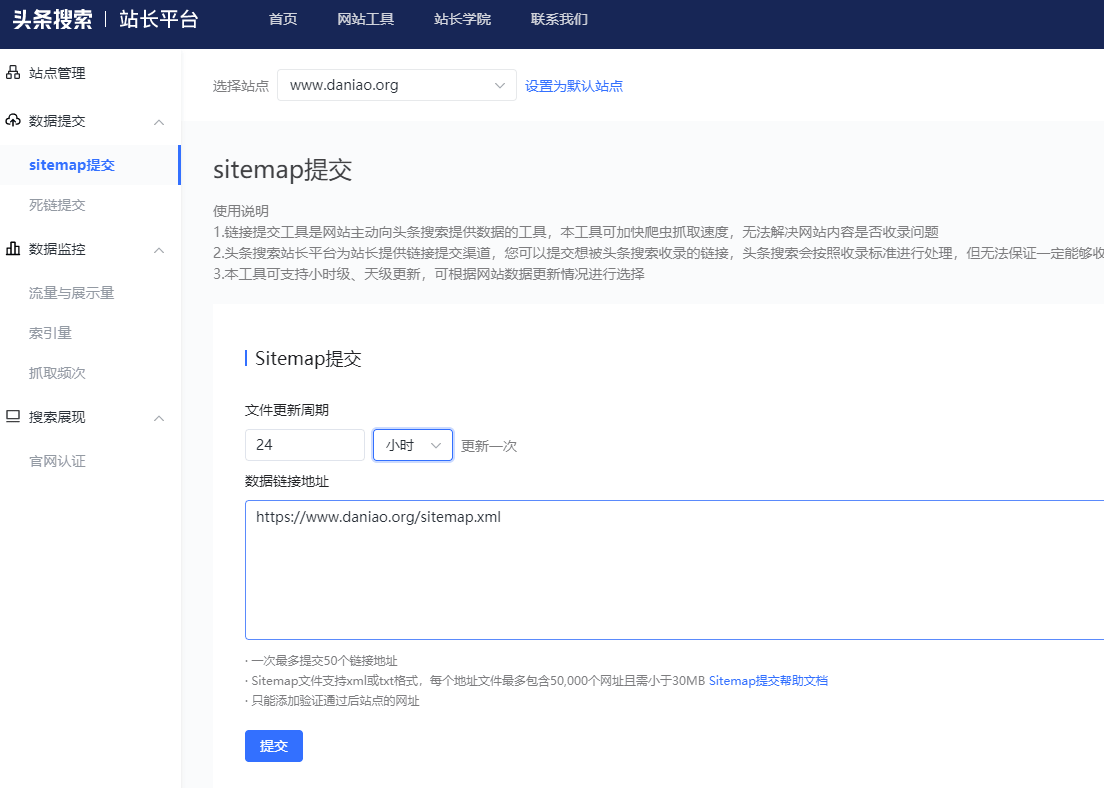 头条搜索 站长平台 首页 网站工具 站长学院 联系我们
站点管理
数据提交
sitemap提交
死链提交
数据监控
流量与展示量
索引量
抓取频次
搜索展现
官网认证
选择站点 www.daniao.org 设置为默认站点
sitemap提交
使用说明
1.链接提交工具是网站主动向头条搜索提供数据的工具，本工具可加快爬虫抓取速度，无法解决网站内容是否收录问题
2.头条搜索站长平台为站长提供链接提交渠道，您可以提交想被头条搜索收录的链接，头条搜索会按照收录标准进行处理，但无法保证一定能够收
3.本工具可支持小时级、天级更新，可根据网站数据更新情况进行选择
Sitemap提交
文件更新周期
24 小时 更新一次
数据链接地址
https://www.daniao.org/sitemap.xml
· 一次最多提交50个链接地址
· Sitemap文件支持xml或txt格式，每个地址文件最多包含50,000个网址且需小于30MB Sitemap提交帮助文档
· 只能添加验证通过后站点的网址
提交